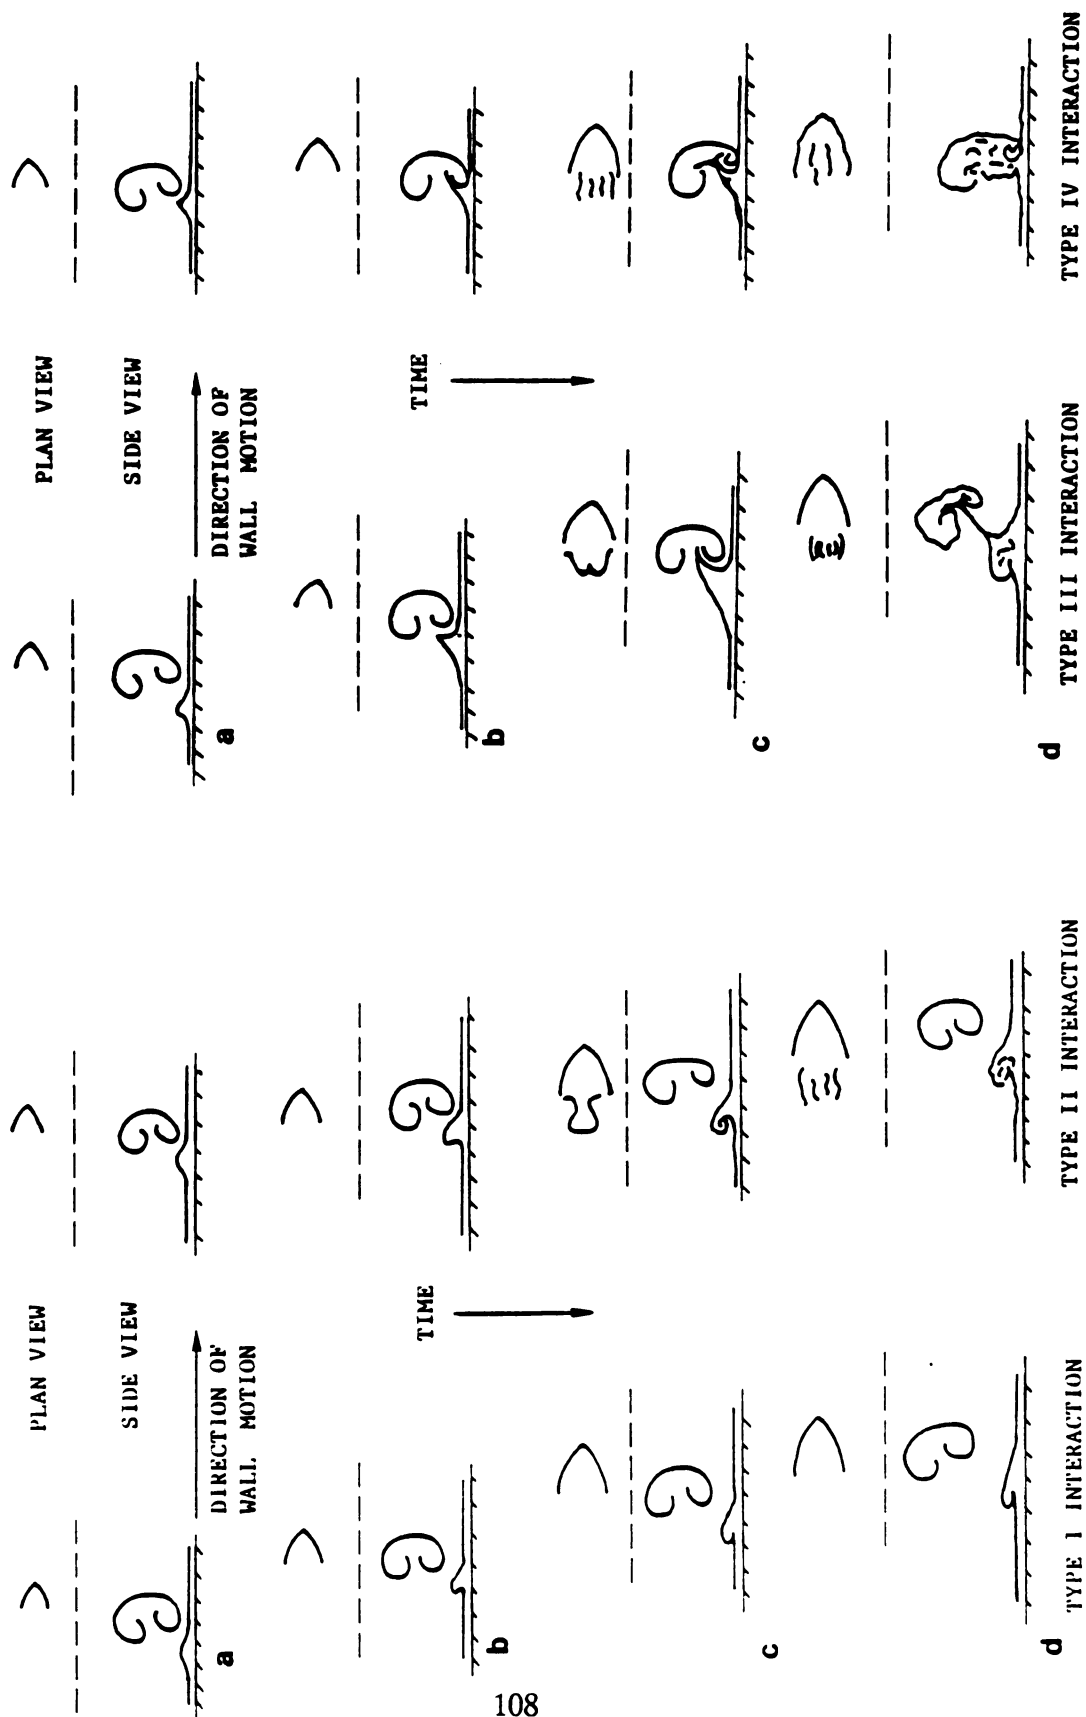 PLAN VIEW
SIDE VIEW
DIRECTION OF
WALL MOTION
TIME
a
b
c
d
TYPE I INTERACTION
TYPE II INTERACTION
PLAN VIEW
SIDE VIEW
DIRECTION OF
WALL MOTION
TIME
a
b
c
d
TYPE III INTERACTION
TYPE IV INTERACTION
108